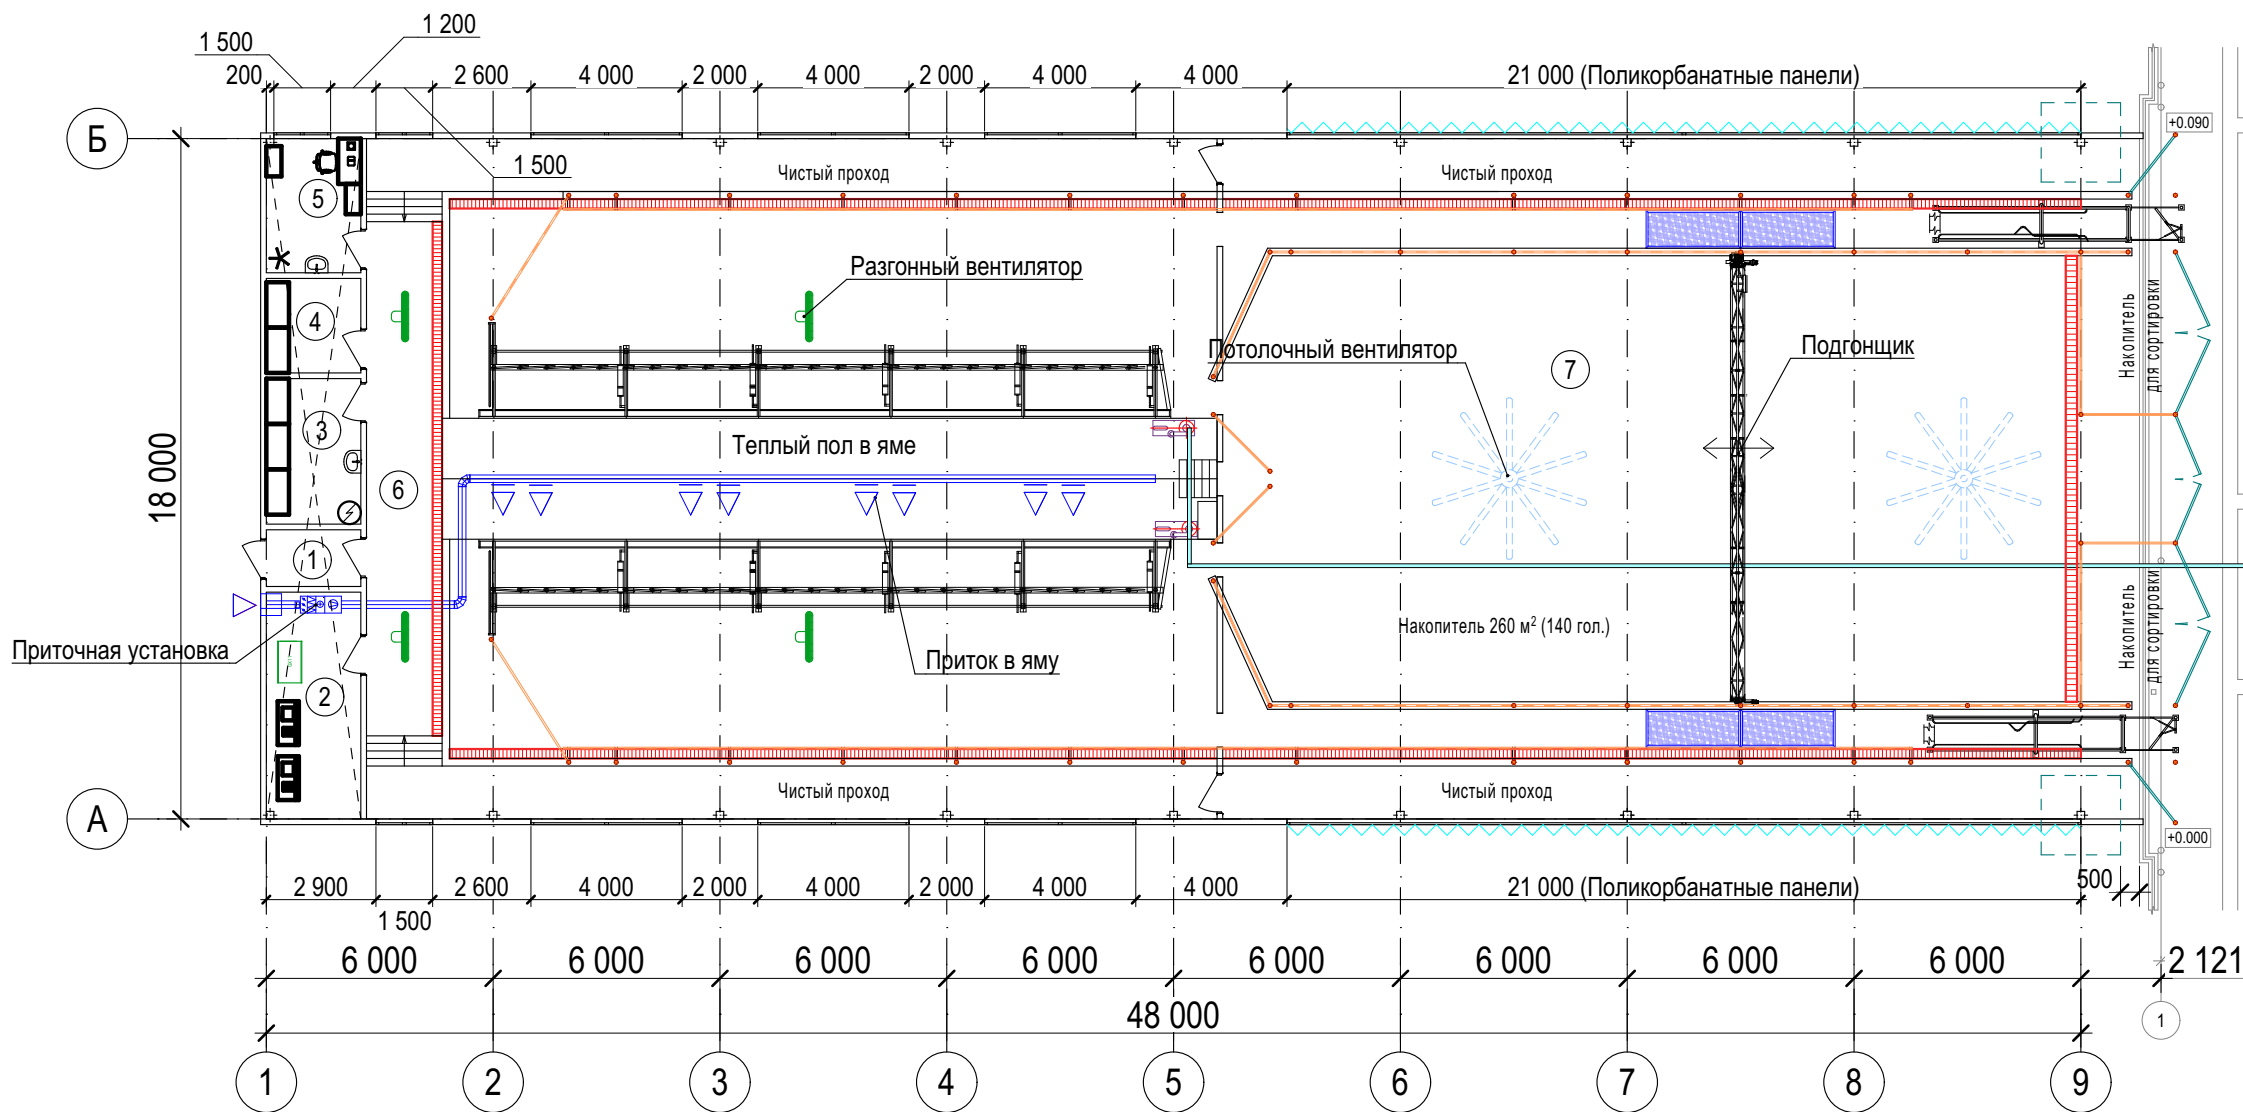 1 200
1 500
200
2 600
4 000
2 000
4 000
2 000
4 000
4 000
21 000 (Поликорбанатные панели)
Б
+0.090
1 500
Чистый проход
Чистый проход
5
Разгонный вентилятор
4
Потолочный вентилятор
Подгонщик
7
Накопитель
для сортировки
3
Теплый пол в яме
18 000
6
1
Приточная установка
2
Приток в яму
Накопитель 260 м² (140 гол.)
Накопитель
для сортировки
Чистый проход
Чистый проход
А
+0.000
2 900
2 600
4 000
2 000
4 000
2 000
4 000
4 000
21 000 (Поликорбанатные панели)
500
1 500
6 000
6 000
6 000
6 000
6 000
6 000
6 000
6 000
2 121
48 000
1
1
2
3
4
5
6
7
8
9